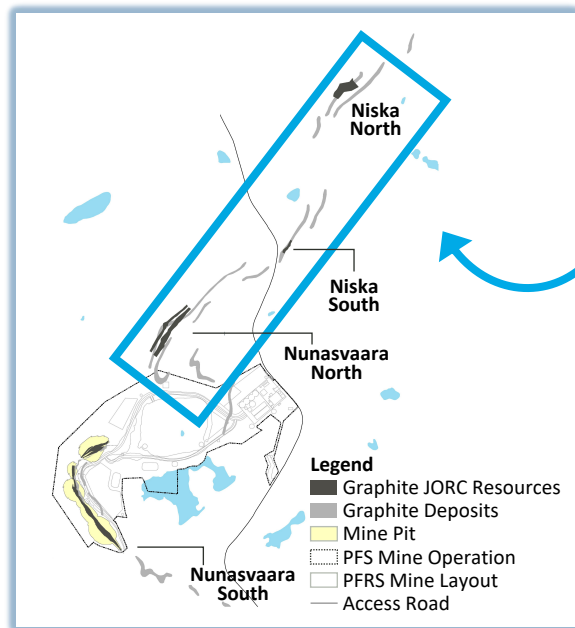 Niska
North
Niska
South
Nunasvaara
North
Legend
Graphite JORC Resources
Graphite Deposits
Mine Pit
PFS Mine Operation
PFRS Mine Layout
Access Road
Nunasvaara
South